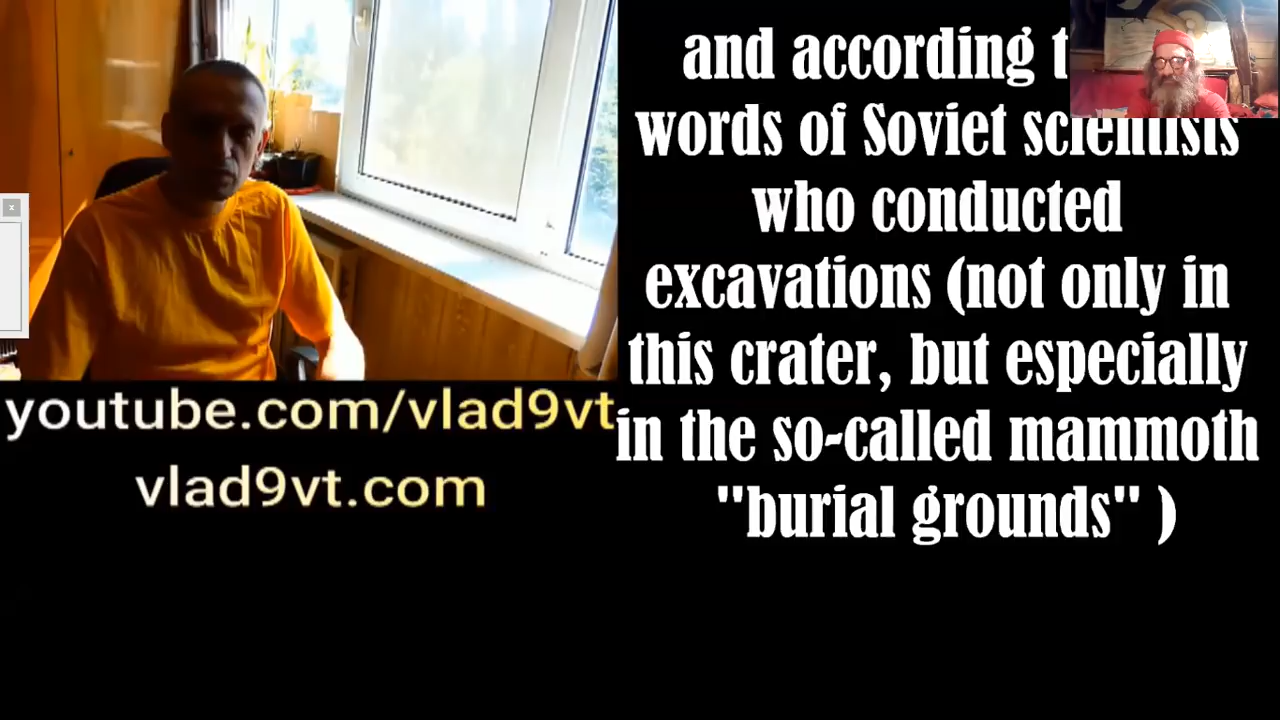 and according t
words of Soviet scientists
who conducted
excavations (not only in
this crater, but especially
in the so-called mammoth
"burial grounds" )
youtube.com/vlad9vt
vlad9vt.com
x